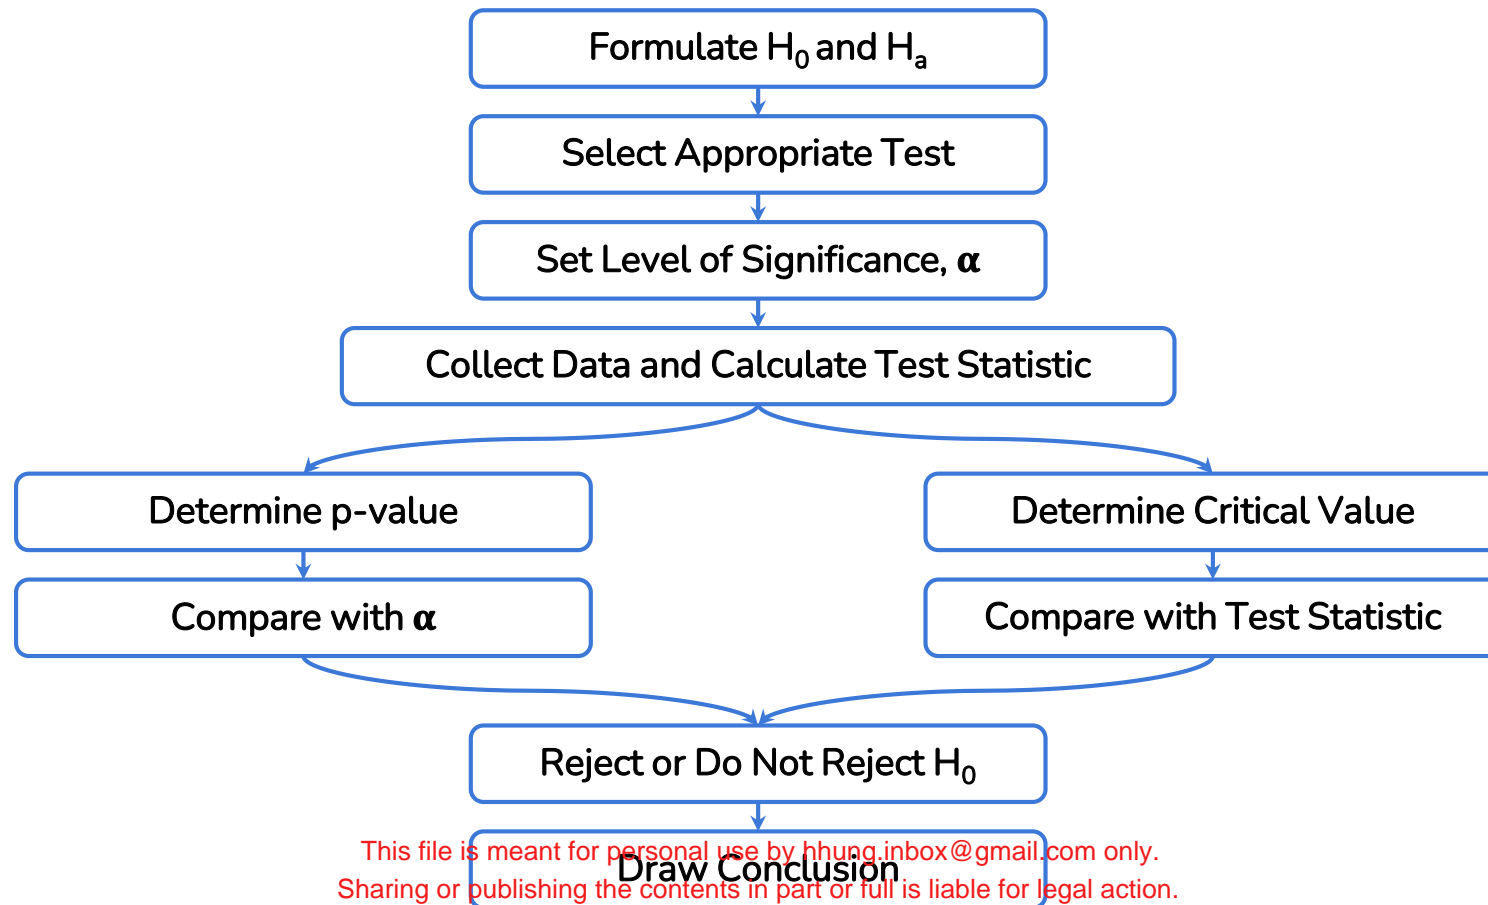 Formulate H₀ and Hₐ
Select Appropriate Test
Set Level of Significance, α
Collect Data and Calculate Test Statistic
Determine p-value
Determine Critical Value
Compare with α
Compare with Test Statistic
Reject or Do Not Reject H₀
This file is meant for personal use by hhung.inbox@gmail.com only.
Draw Conclusion
Sharing or publishing the contents in part or full is liable for legal action.